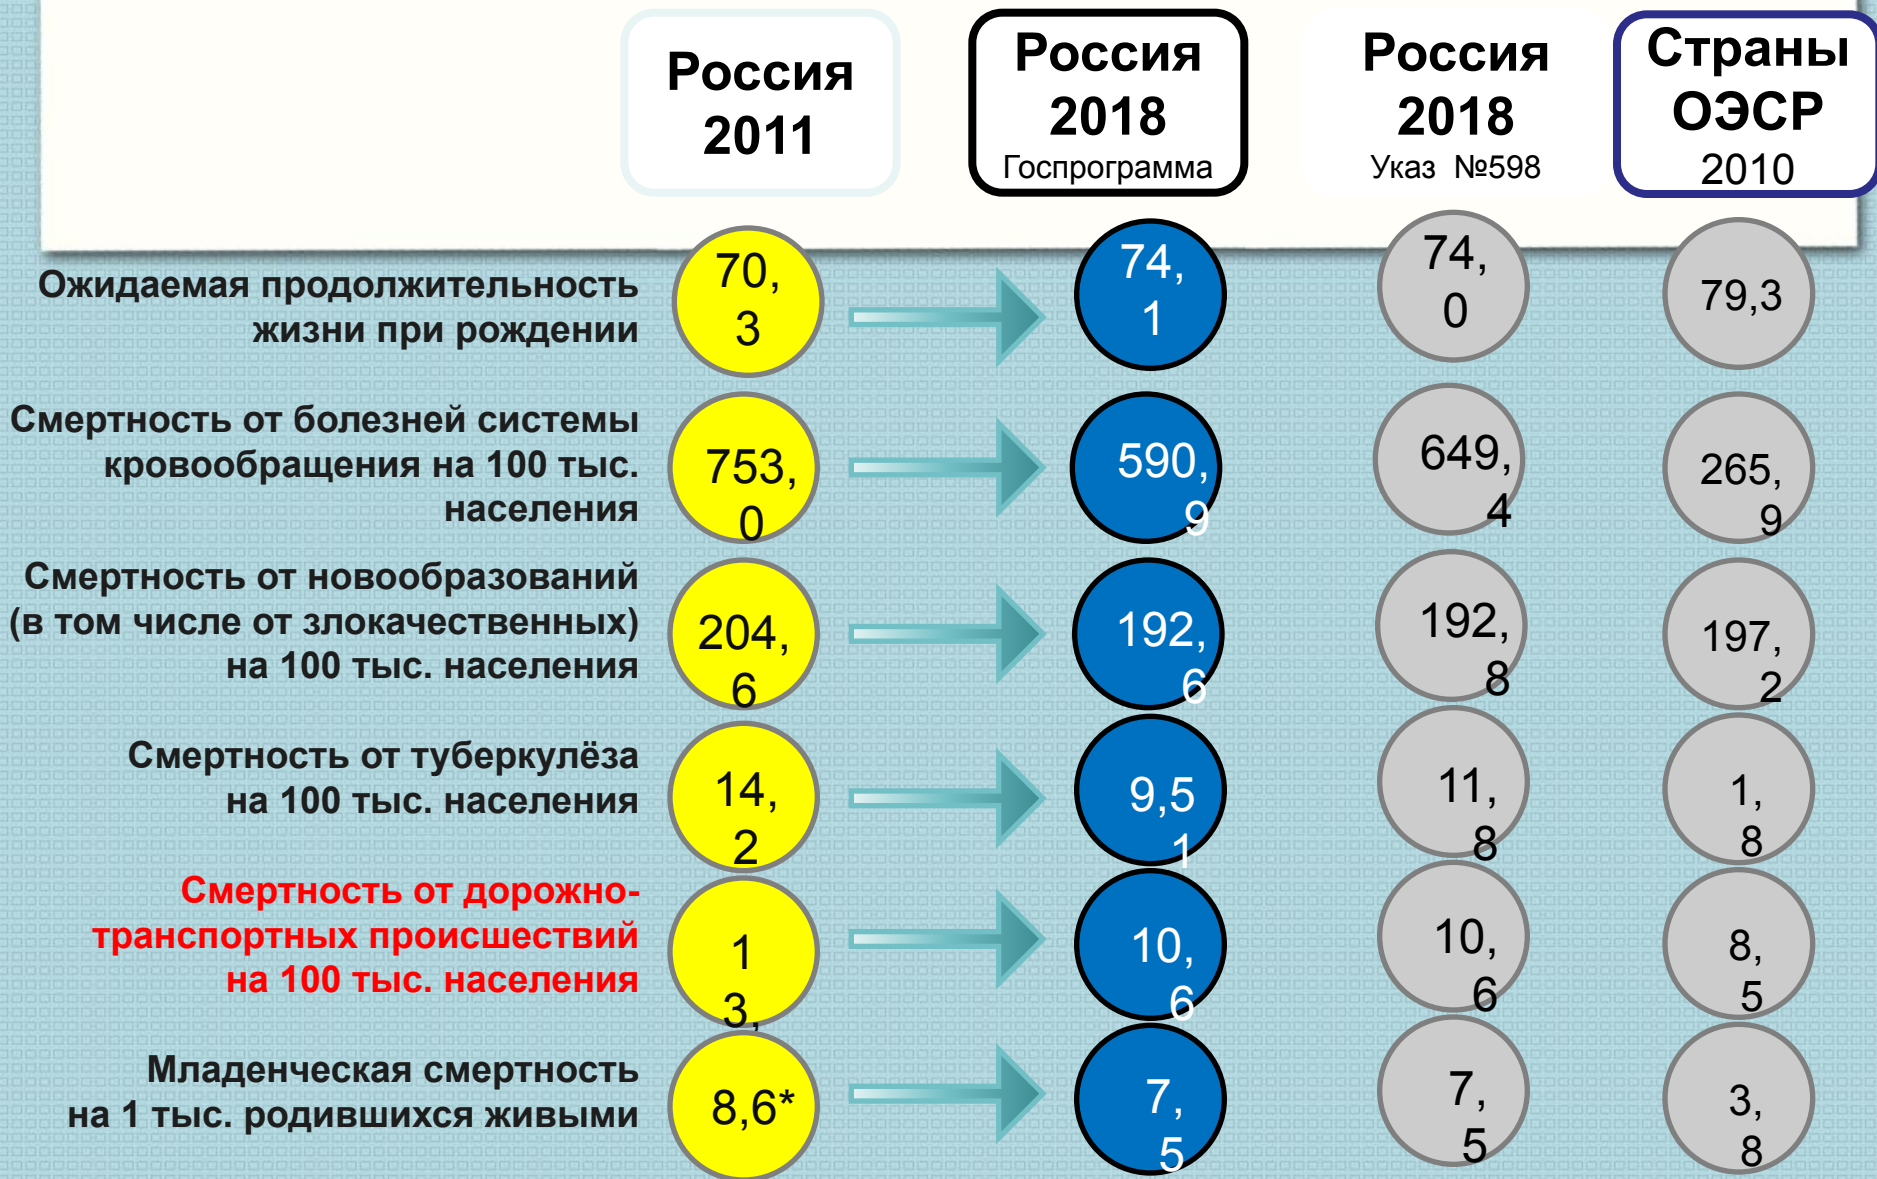 Россия
2011
Россия
2018
Госпрограмма
Россия
2018
Указ №598
Страны
ОЭСР
2010
Ожидаемая продолжительность
жизни при рождении
70,
3
74,
1
74,
0
79,3
Смертность от болезней системы
кровообращения на 100 тыс.
населения
753,
0
590,
9
649,
4
265,
9
Смертность от новообразований
(в том числе от злокачественных)
на 100 тыс. населения
204,
6
192,
6
192,
8
197,
2
Смертность от туберкулёза
на 100 тыс. населения
14,
2
9,5
1
11,
8
1,
8
Смертность от дорожно-
транспортных происшествий
на 100 тыс. населения
1
3,
10,
6
10,
6
8,
5
Младенческая смертность
на 1 тыс. родившихся живыми
8,6*
7,
5
7,
5
3,
8